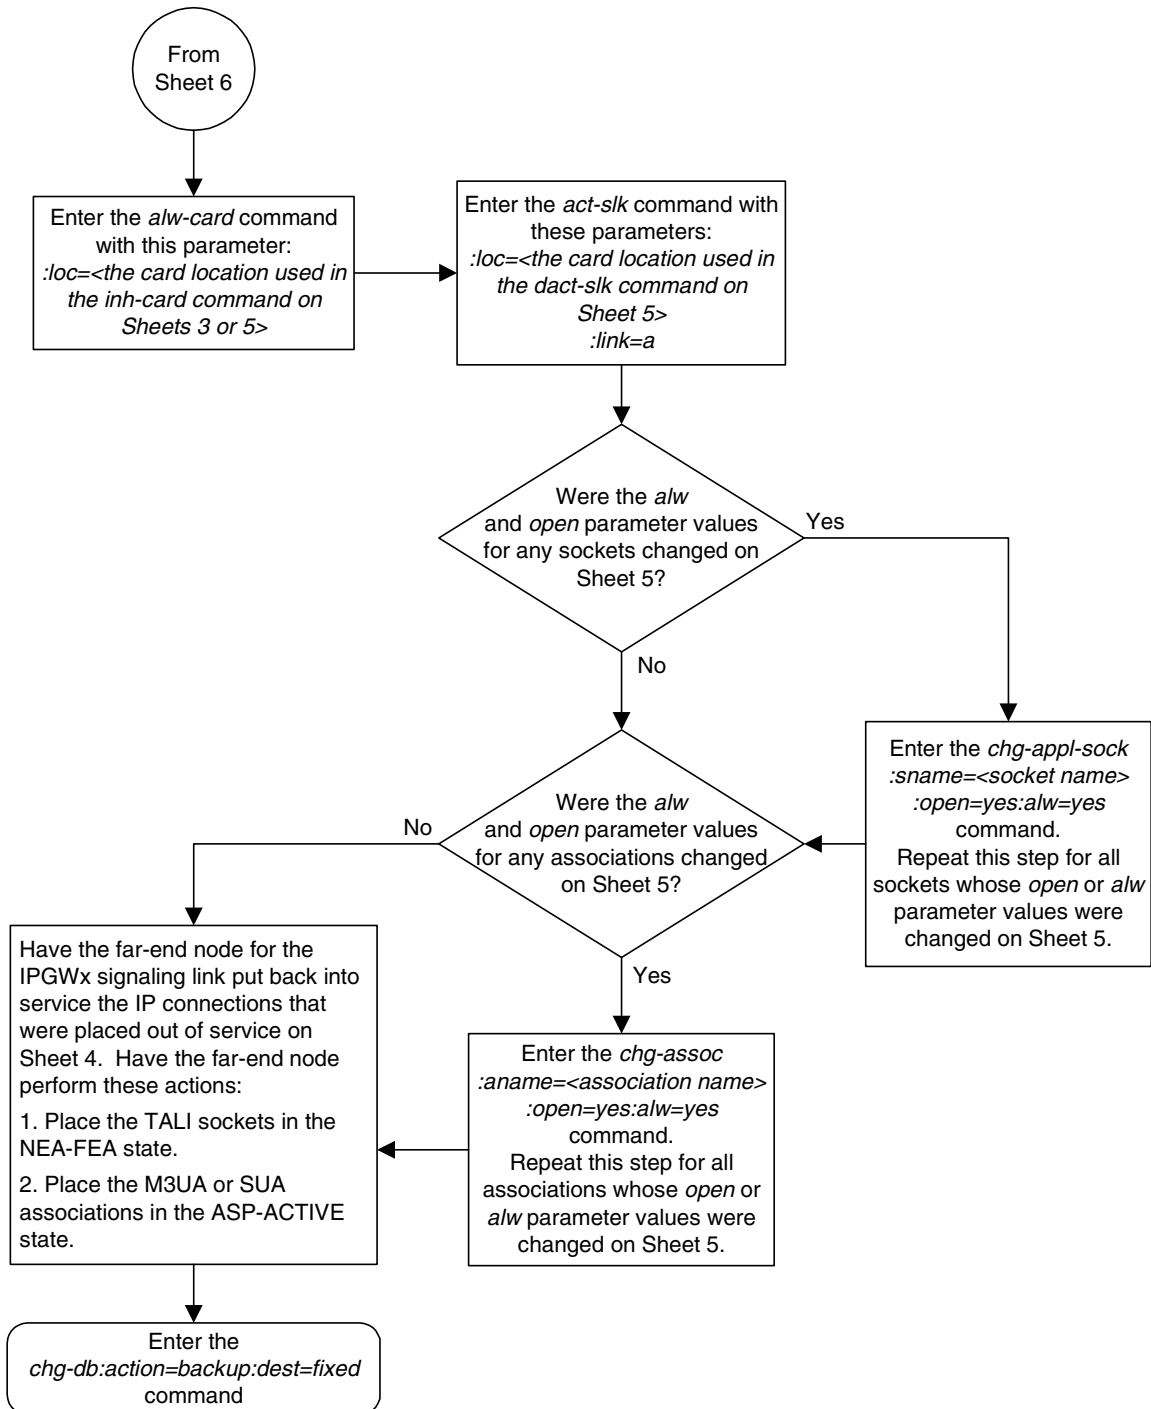 From
Sheet 6
Enter the alw-card command
with this parameter:
:loc=<the card location used in
the inh-card command on
Sheets 3 or 5>
Enter the act-slk command with
these parameters:
:loc=<the card location used in
the dact-slk command on
Sheet 5>
:link=a
Were the alw
and open parameter values
for any sockets changed on
Sheet 5?
Yes
No
Enter the chg-appl-sock
:sname=<socket name>
:open=yes:alw=yes
command.
Repeat this step for all
sockets whose open or alw
parameter values were
changed on Sheet 5.
Were the alw
and open parameter values
for any associations changed
on Sheet 5?
No
Yes
Have the far-end node for the
IPGWx signaling link put back into
service the IP connections that
were placed out of service on
Sheet 4.  Have the far-end node
perform these actions:
1. Place the TALI sockets in the
NEA-FEA state.
2. Place the M3UA or SUA
associations in the ASP-ACTIVE
state.
Enter the chg-assoc
:aname=<association name>
:open=yes:alw=yes
command.
Repeat this step for all
associations whose open or
alw parameter values were
changed on Sheet 5.
Enter the
chg-db:action=backup:dest=fixed
command